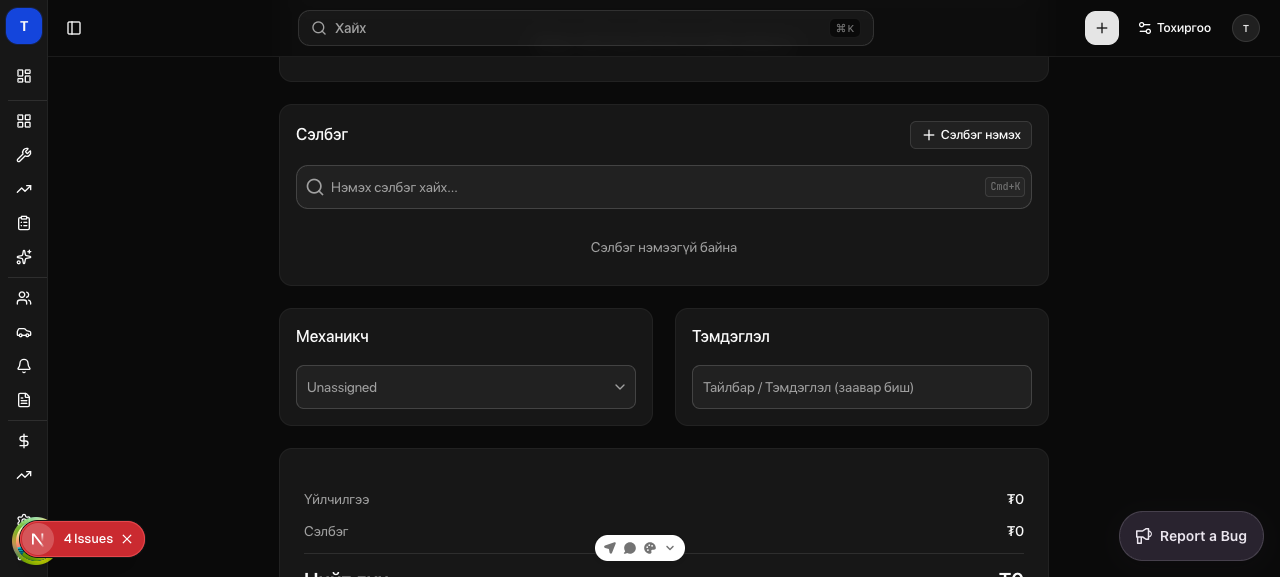 T
Хайх
⌘ K
Тохиргоо
T
Сэлбэг
Сэлбэг нэмэх
Нэмэх сэлбэг хайх...
Cmd+K
Сэлбэг нэмээгүй байна
Механикч
Тэмдэглэл
Unassigned
Тайлбар / Тэмдэглэл (заавар биш)
Үйлчилгээ
₮0
Сэлбэг
₮0
N
4 Issues
Report a Bug